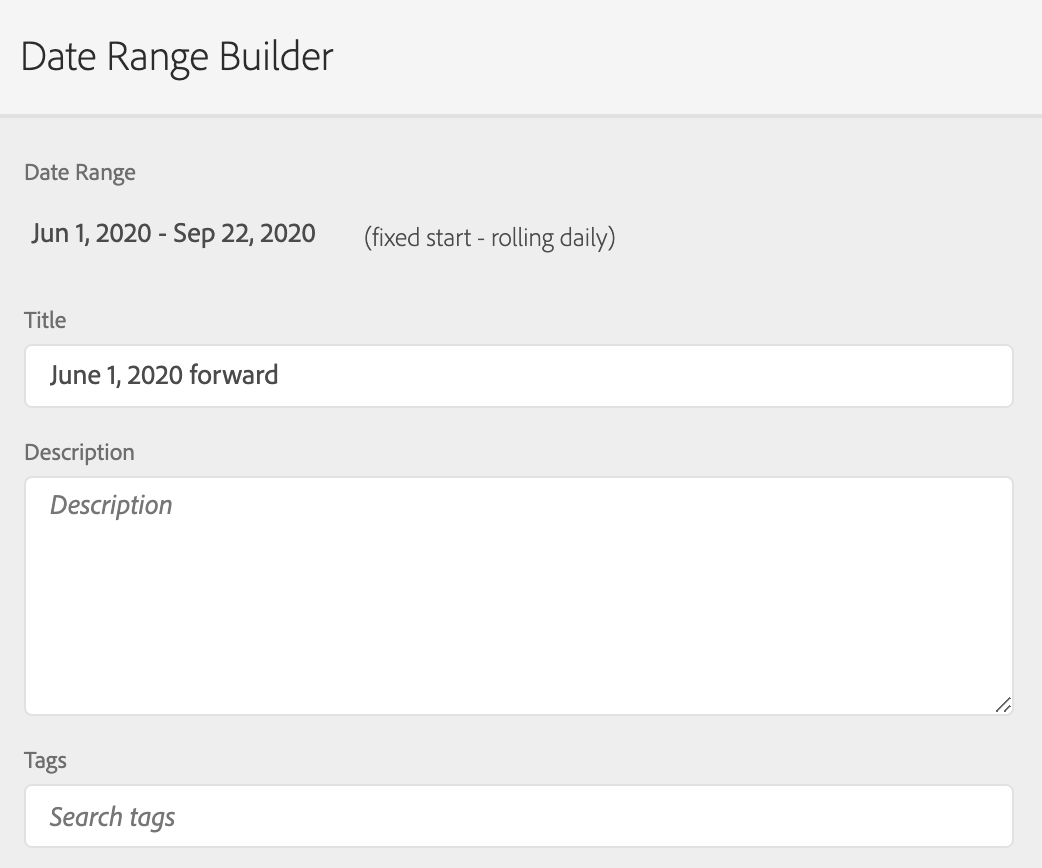 Date Range Builder
Date Range
Jun 1, 2020 - Sep 22, 2020 (fixed start - rolling daily)
Title
June 1, 2020 forward
Description
Description
Tags
Search tags